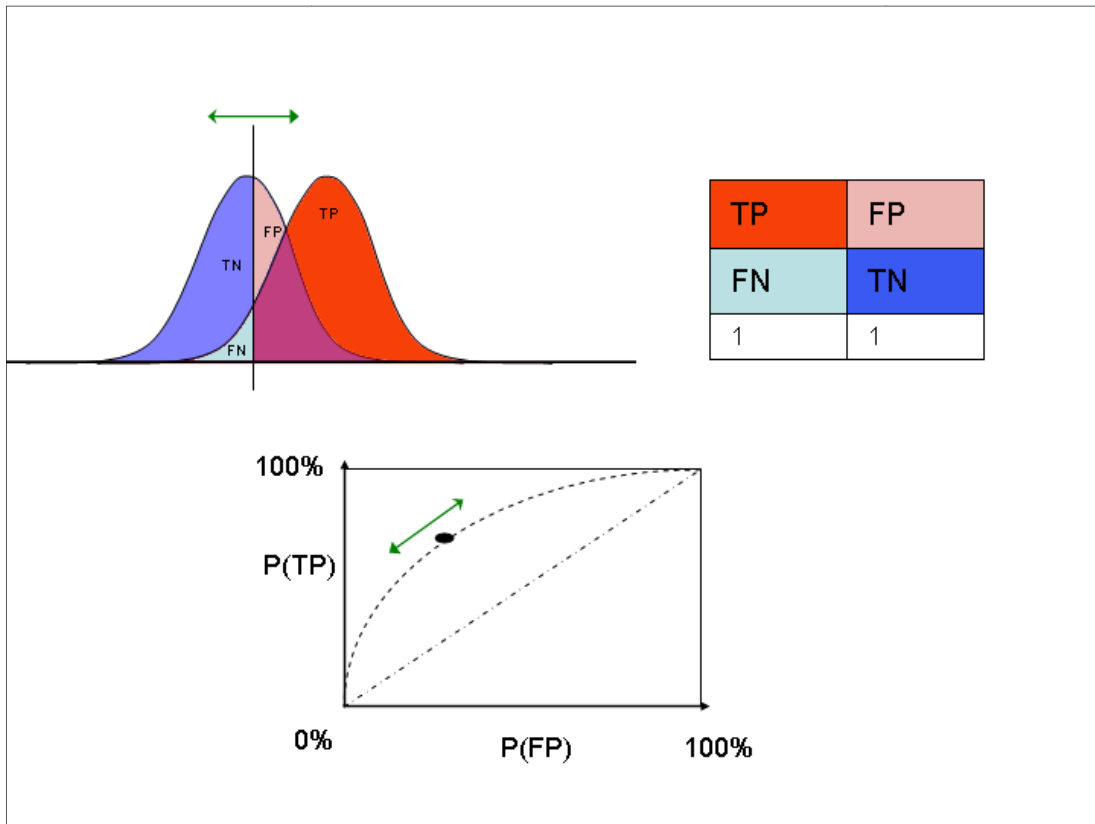 TP
FP
TN
FN
TP FP
FN TN
1 1
100%
P(TP)
0% P(FP) 100%